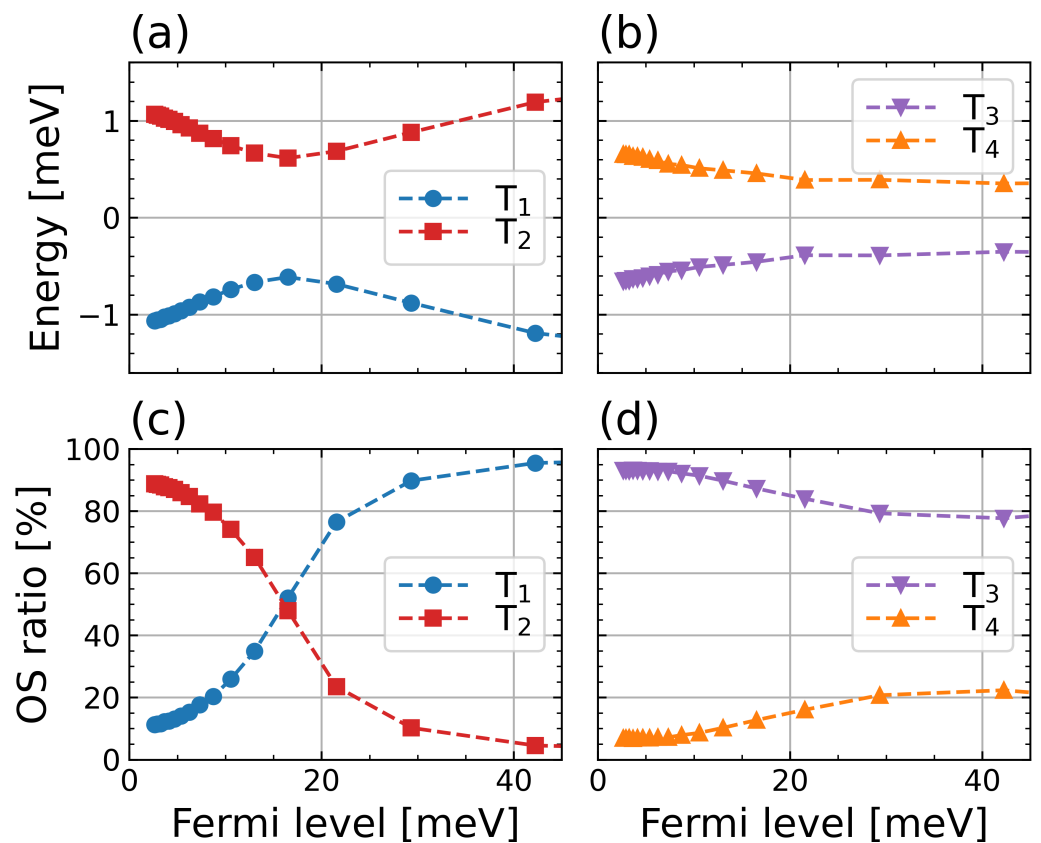 (a)
(b)
Energy [meV]
1
0
−1
T₁
T₂
T₃
T₄
(c)
(d)
OS ratio [%]
100
80
60
40
20
0
T₁
T₂
T₃
T₄
0 20 40
0 20 40
Fermi level [meV]
Fermi level [meV]